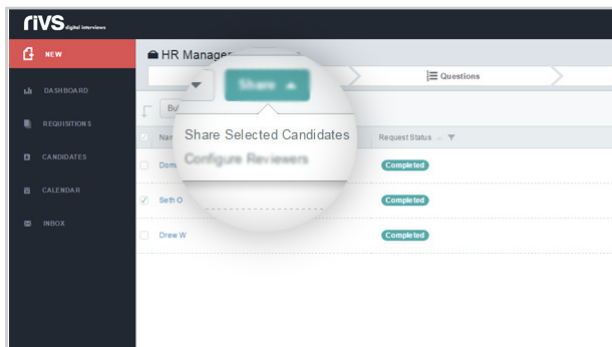 rivs digital interviews
NEW
HR Manage
Share
Questions
DASHBOARD
Share Selected Candidates
REQUISITIONS
Configure Reviewers
Request Status
CANDIDATES
Completed
CALENDAR
Seth O
Completed
INBOX
Drew W
Completed